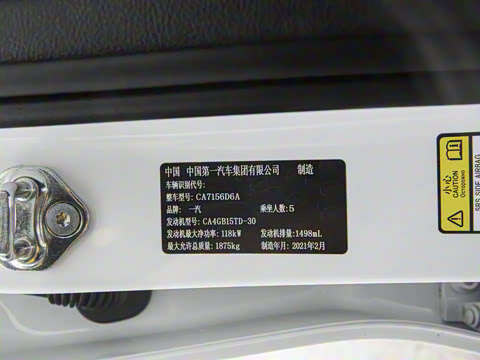 中国 中国第一汽车集团有限公司 制造
车辆识别代号:
整车型号: CA7156D6A
品牌: 一汽 乘坐人数: 5
发动机型号: CA4GB15TD-30
发动机最大净功率: 118kW 发动机排量: 1498mL
最大允许总质量: 1875kg 制造年月: 2021年2月
小心
CAUTION
Осторожно
SRS SIDE AIRBAG